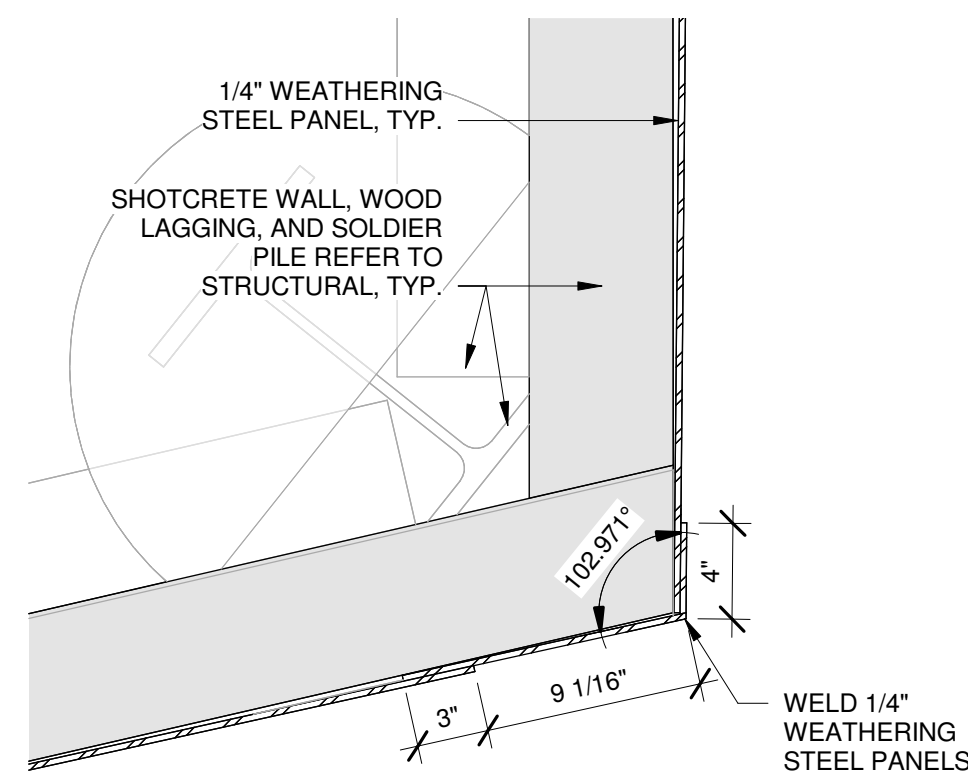 1/4" WEATHERING
STEEL PANEL, TYP.
SHOTCRETE WALL, WOOD
LAGGING, AND SOLDIER
PILE REFER TO
STRUCTURAL, TYP.
102.971°
4"
9 1/16"
3"
WELD 1/4"
WEATHERING
STEEL PANELS